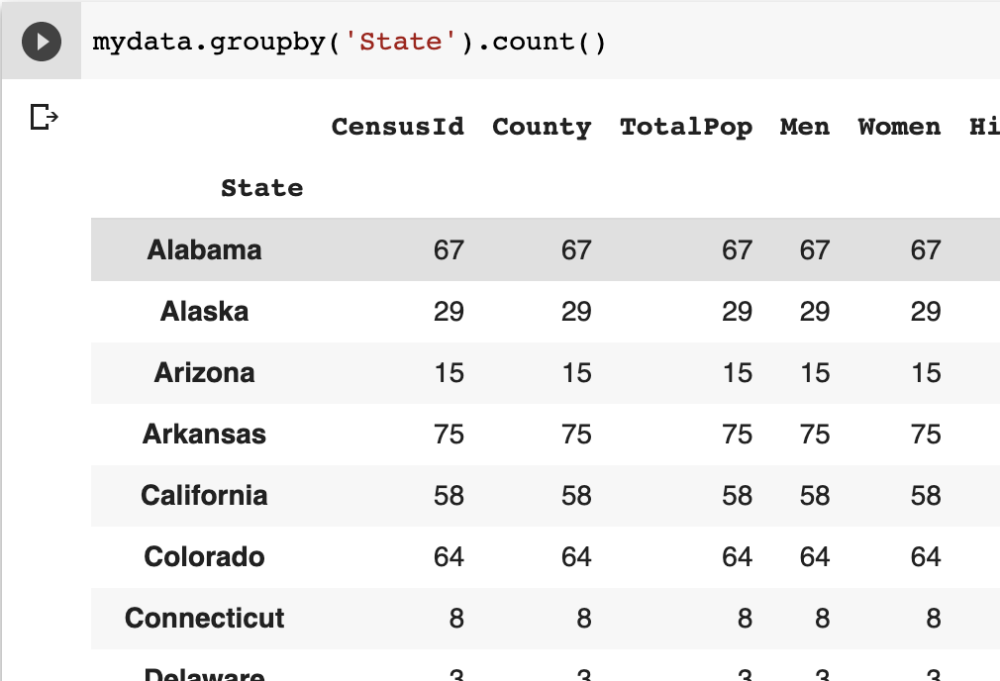 mydata.groupby('State').count()
CensusId County TotalPop Men Women
State
Alabama 67 67 67 67 67
Alaska 29 29 29 29 29
Arizona 15 15 15 15 15
Arkansas 75 75 75 75 75
California 58 58 58 58 58
Colorado 64 64 64 64 64
Connecticut 8 8 8 8 8
Delaware 3 3 3 3 3